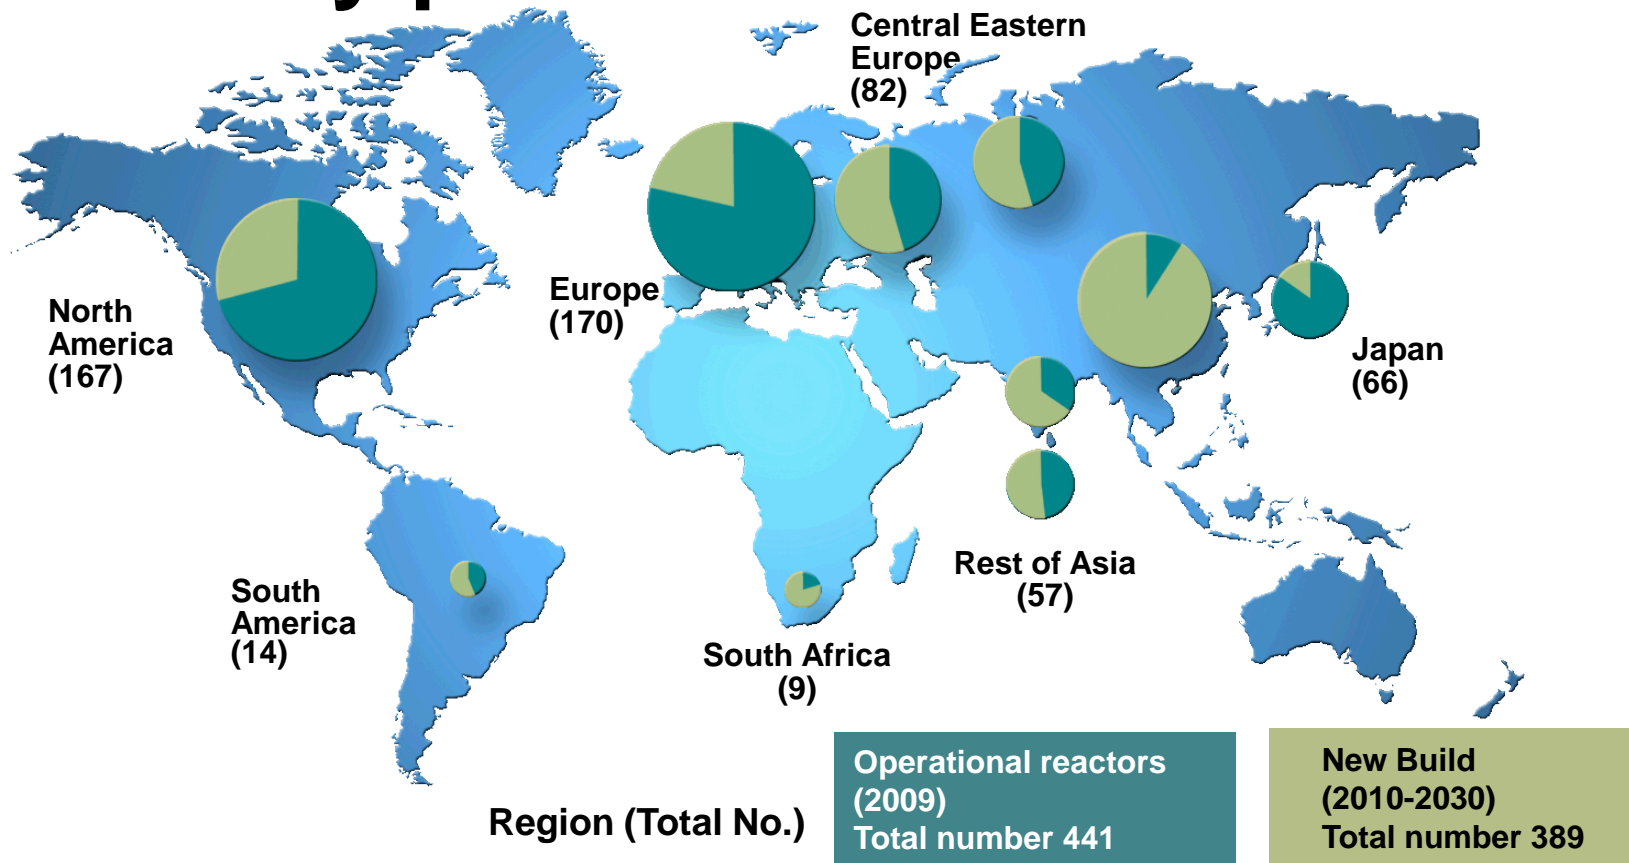 Central Eastern
Europe
(82)
North
America
(167)
Europe
(170)
Japan
(66)
Rest of Asia
(57)
South
America
(14)
South Africa
(9)
Region (Total No.)
Operational reactors
(2009)
Total number 441
New Build
(2010-2030)
Total number 389